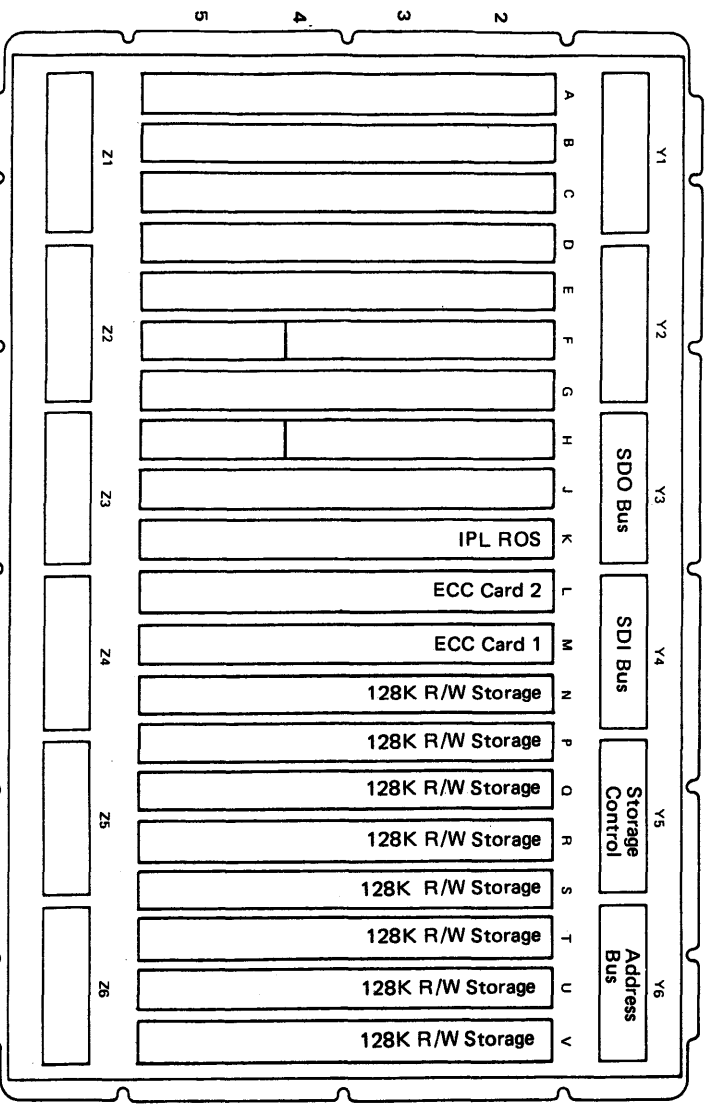 5 4 3 2
A
B
C
D
E
F
G
H
J
IPL ROS K
ECC Card 2 L
ECC Card 1 M
128K R/W Storage N
128K R/W Storage P
128K R/W Storage Q
128K R/W Storage R
128K R/W Storage S
128K R/W Storage T
128K R/W Storage U
128K R/W Storage V
Z1
Z2
Z3
Z4
Z5
Z6
Y1
Y2
Y3
SDO Bus
Y4
SDI Bus
Y5
Storage
Control
Y6
Address
Bus